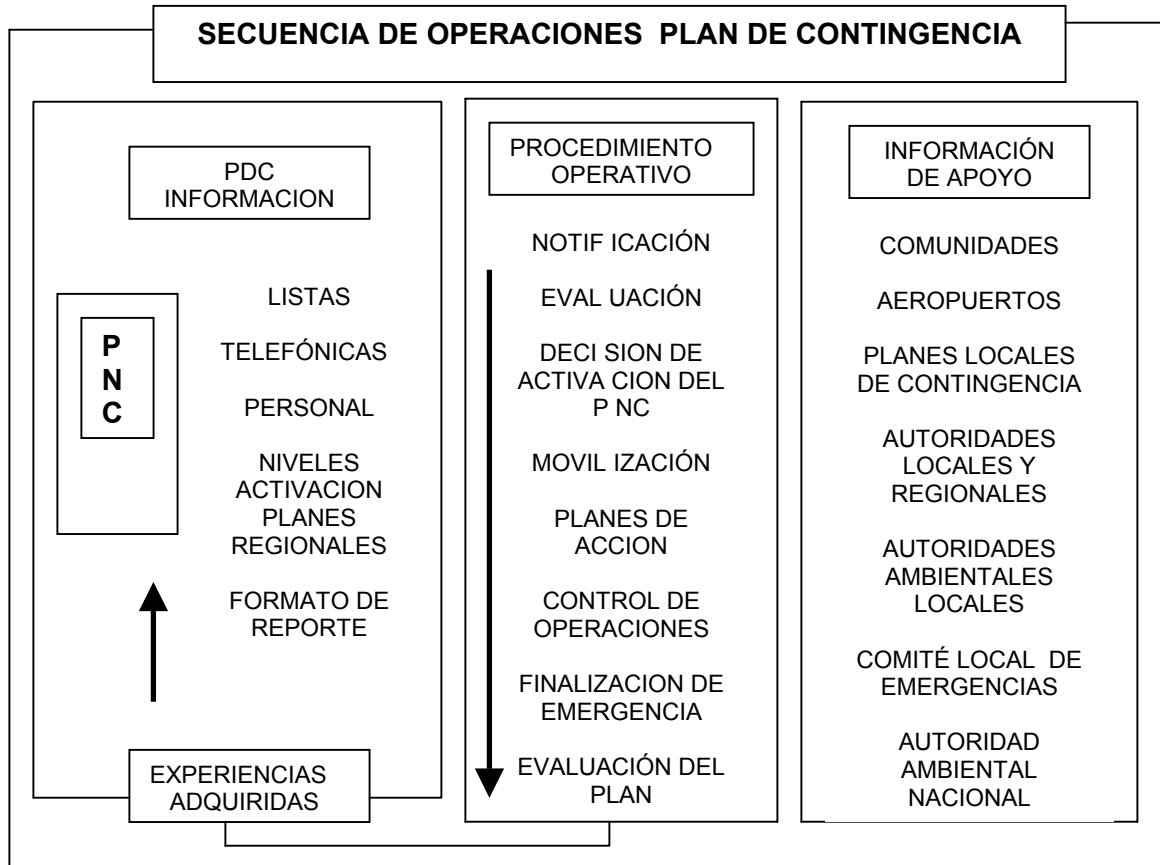 SECUENCIA DE OPERACIONES PLAN DE CONTINGENCIA
PDC
INFORMACION
P
N
C
LISTAS
TELEFÓNICAS
PERSONAL
NIVELES
ACTIVACION
PLANES
REGIONALES
FORMATO DE
REPORTE
EXPERIENCIAS
ADQUIRIDAS
PROCEDIMIENTO
OPERATIVO
NOTIF ICACIÓN
EVAL UACIÓN
DECI SION DE
ACTIVA CION DEL
P NC
MOVIL IZACIÓN
PLANES DE
ACCION
CONTROL DE
OPERACIONES
FINALIZACION DE
EMERGENCIA
EVALUACIÓN DEL
PLAN
INFORMACIÓN
DE APOYO
COMUNIDADES
AEROPUERTOS
PLANES LOCALES
DE CONTINGENCIA
AUTORIDADES
LOCALES Y
REGIONALES
AUTORIDADES
AMBIENTALES
LOCALES
COMITÉ LOCAL DE
EMERGENCIAS
AUTORIDAD
AMBIENTAL
NACIONAL